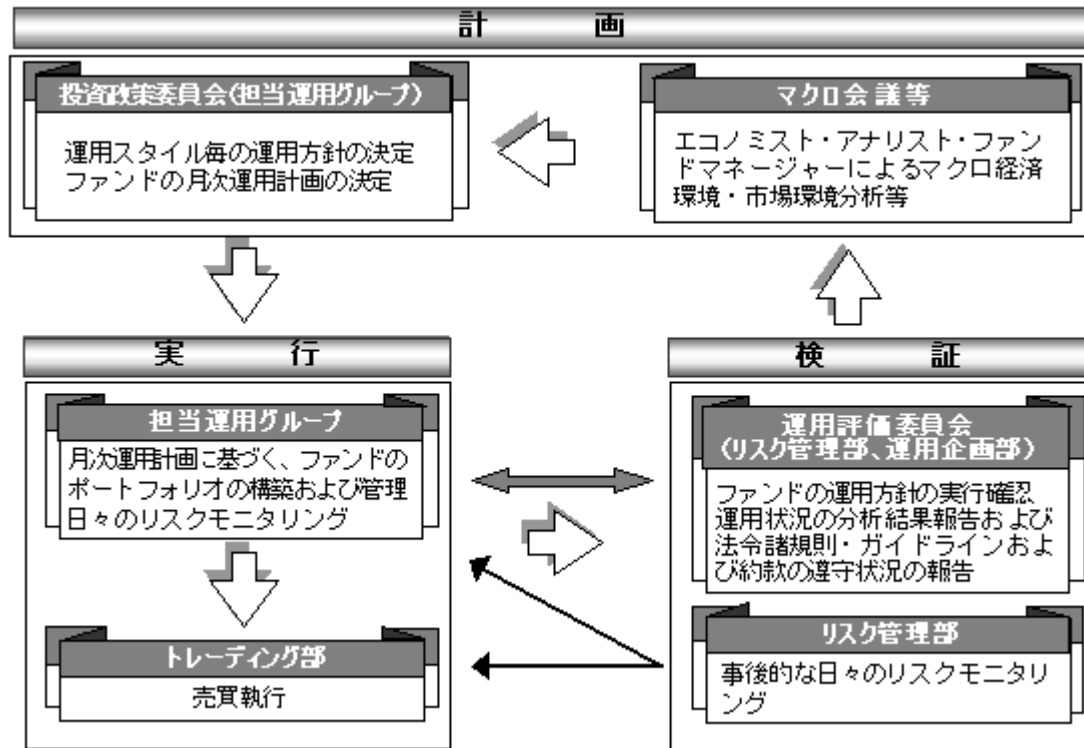 計画
投資政策委員会(担当運用グループ)
運用スタイル毎の運用方針の決定
ファンドの月次運用計画の決定
マクロ会議等
エコノミスト・アナリスト・ファン
ドマネージャーによるマクロ経済
環境・市場環境分析等
実行
担当運用グループ
月次運用計画に基づく、ファンドの
ポートフォリオの構築および管理
日々のリスクモニタリング
トレーディング部
売買執行
検証
運用評価委員会
(リスク管理部、運用企画部)
ファンドの運用方針の実行確認
運用状況の分析結果報告および
法令諸規則・ガイドラインおよ
び約款の遵守状況の報告
リスク管理部
事後的な日々のリスクモニタリ
ング